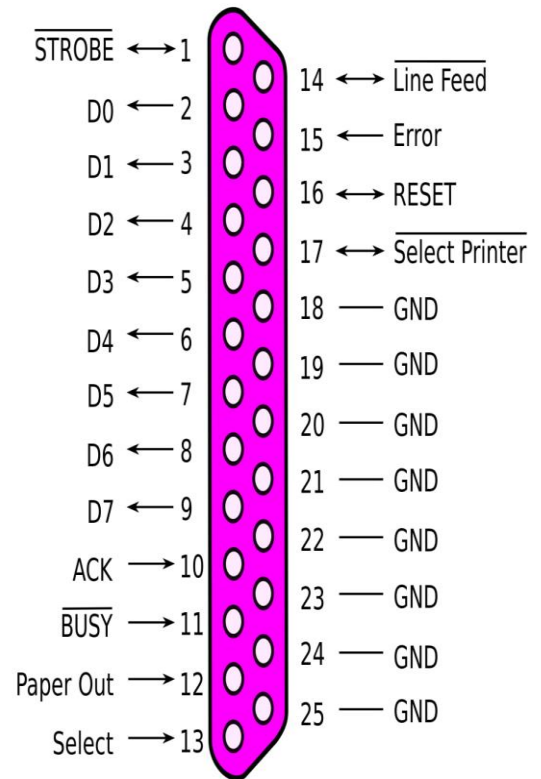 STROBE 1
D0 2
D1 3
D2 4
D3 5
D4 6
D5 7
D6 8
D7 9
ACK 10
BUSY 11
Paper Out 12
Select 13
14 Line Feed
15 Error
16 RESET
17 Select Printer
18 GND
19 GND
20 GND
21 GND
22 GND
23 GND
24 GND
25 GND